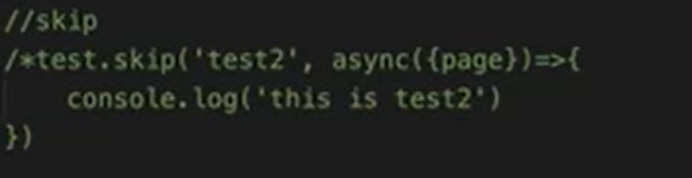 //skip
/*test.skip('test2', async({page})=>{
    console.log('this is test2')
})